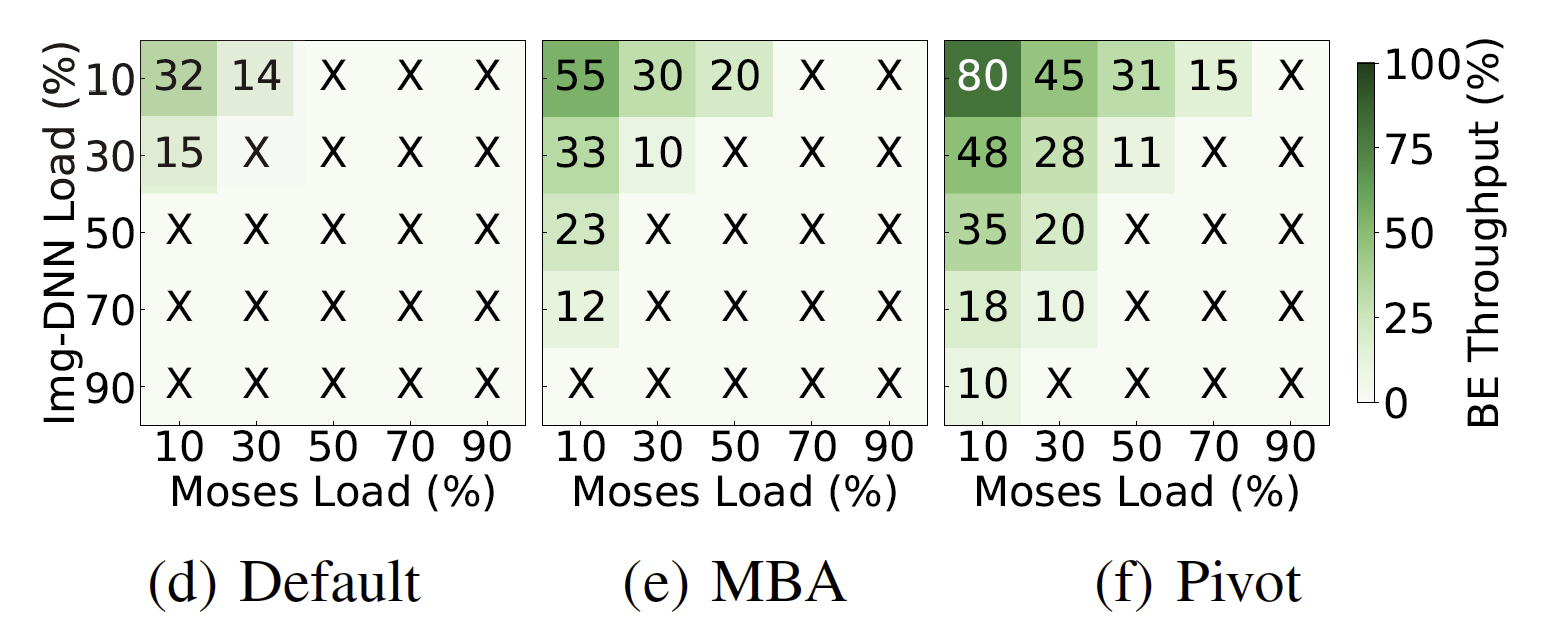 Img-DNN Load (%)
10 32 14 X X X 55 30 20 X X 80 45 31 15 X
30 15 X X X X 33 10 X X X 48 28 11 X X
50 X X X X X 23 X X X X 35 20 X X X
70 X X X X X 12 X X X X 18 10 X X X
90 X X X X X X X X X X 10 X X X X
10 30 50 70 90 10 30 50 70 90 10 30 50 70 90
Moses Load (%) Moses Load (%) Moses Load (%)
100
75
50
25
0
BE Throughput (%)
(d) Default (e) MBA (f) Pivot